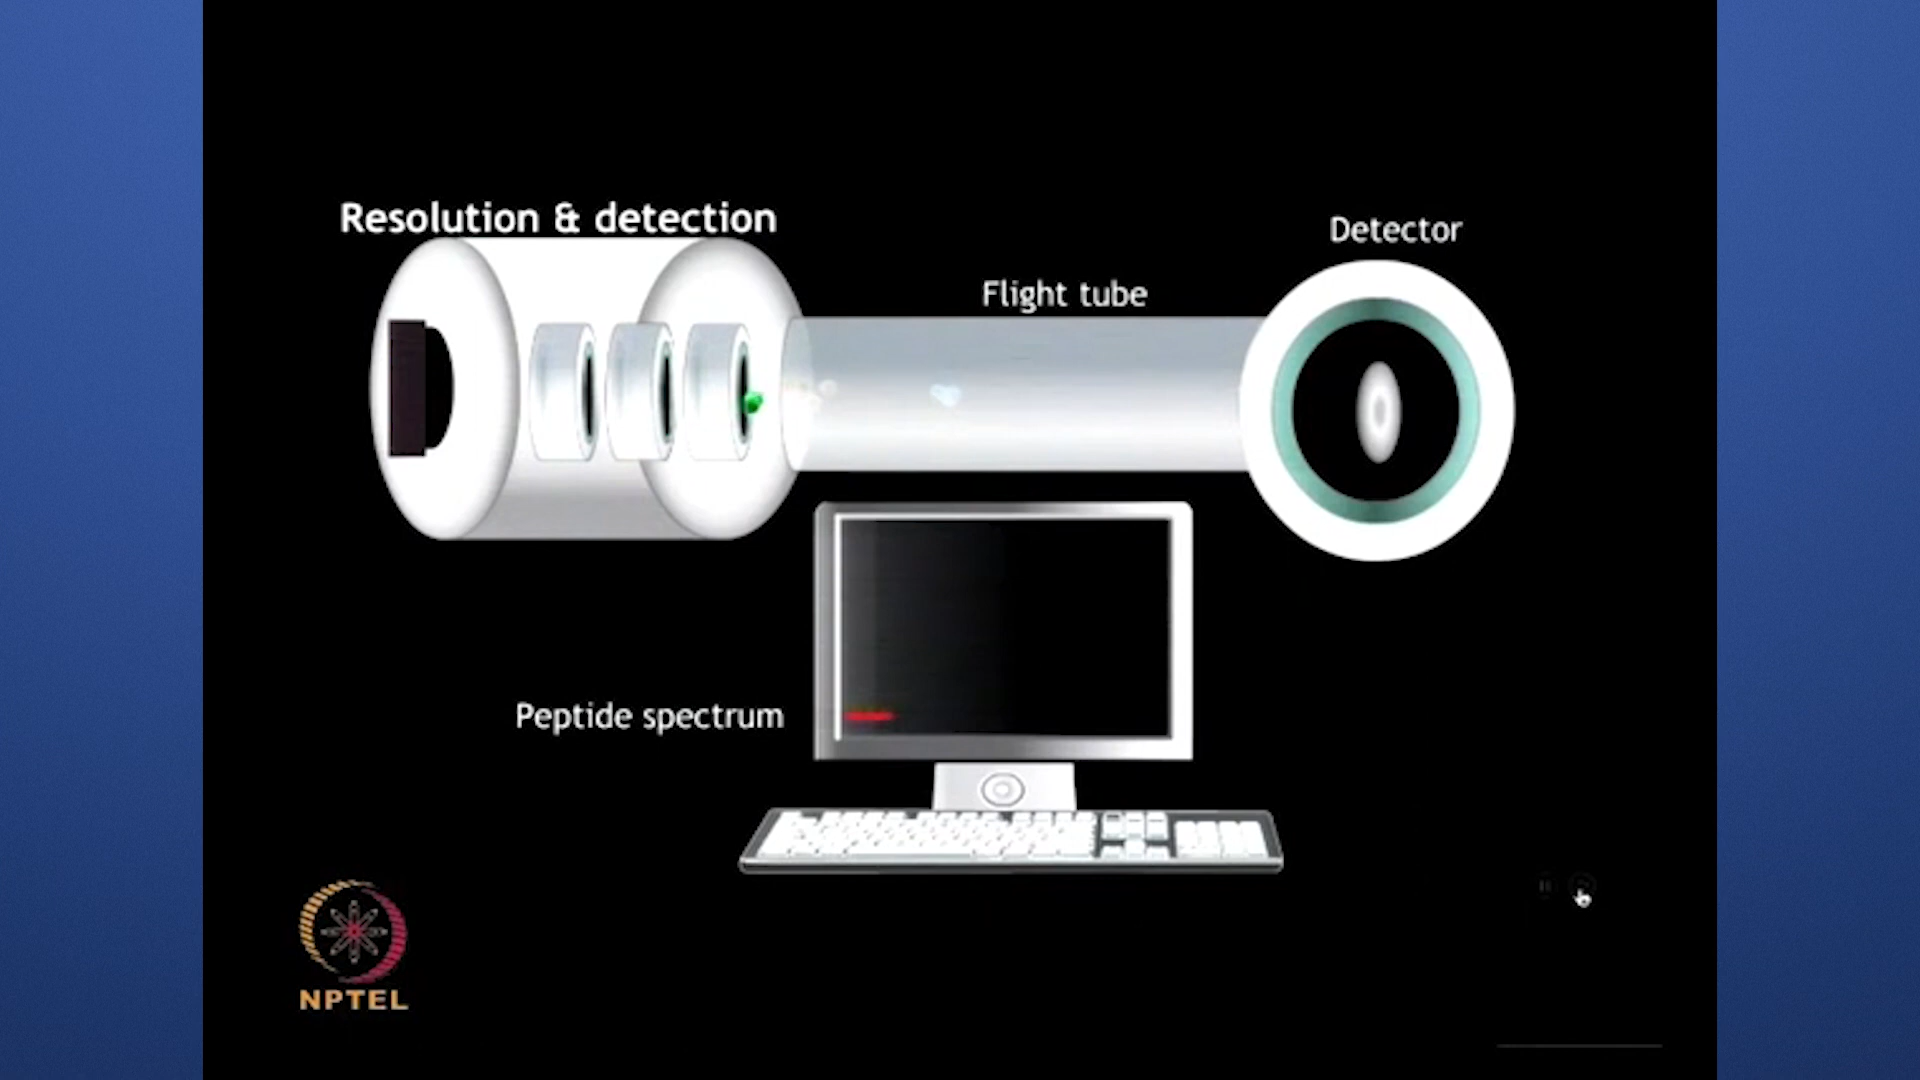 Resolution & detection
Detector
Flight tube
Peptide spectrum
NPTEL